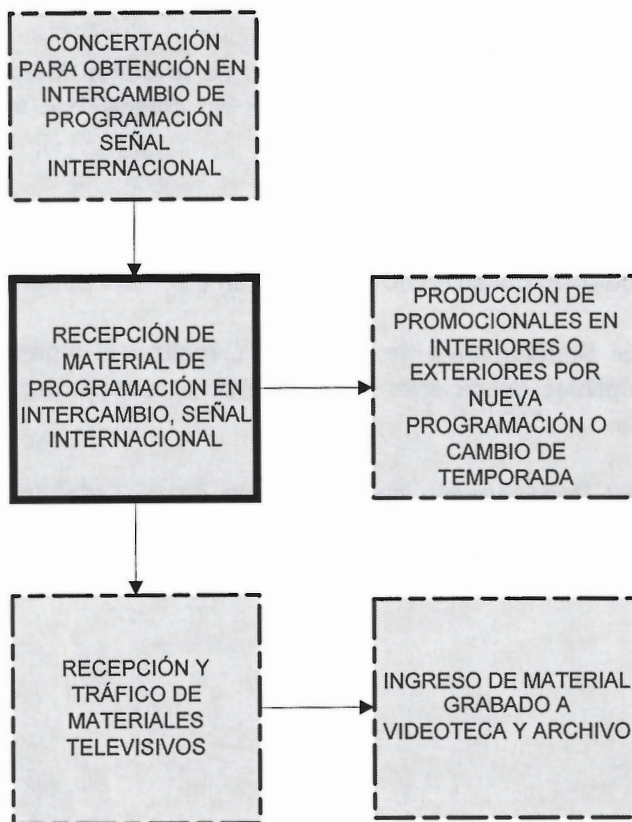 CONCERTACIÓN
PARA OBTENCIÓN EN
INTERCAMBIO DE
PROGRAMACIÓN
SEÑAL
INTERNACIONAL
RECEPCIÓN DE
MATERIAL DE
PROGRAMACIÓN EN
INTERCAMBIO, SEÑAL
INTERNACIONAL
PRODUCCIÓN DE
PROMOCIONALES EN
INTERIORES O
EXTERIORES POR
NUEVA
PROGRAMACIÓN O
CAMBIO DE
TEMPORADA
RECEPCIÓN Y
TRÁFICO DE
MATERIALES
TELEVISIVOS
INGRESO DE MATERIAL
GRABADO A
VIDEOTECA Y ARCHIVO